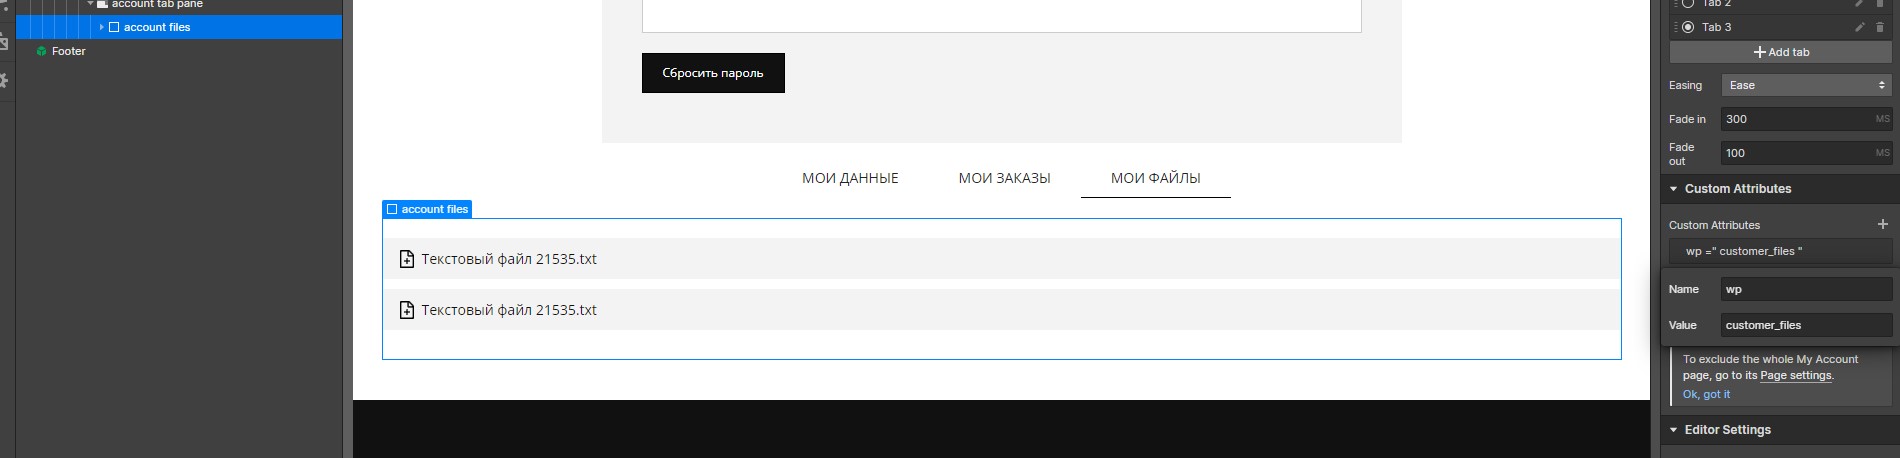 account tab pane
account files
Footer
Сбросить пароль
МОИ ДАННЫЕ
МОИ ЗАКАЗЫ
МОИ ФАЙЛЫ
account files
Текстовый файл 21535.txt
Текстовый файл 21535.txt
Tab 2
Tab 3
Add tab
Easing
Ease
Fade in
300
MS
Fade out
100
MS
Custom Attributes
Custom Attributes
wp =" customer_files "
Name
wp
Value
customer_files
To exclude the whole My Account
page, go to its Page settings.
Ok, got it
Editor Settings